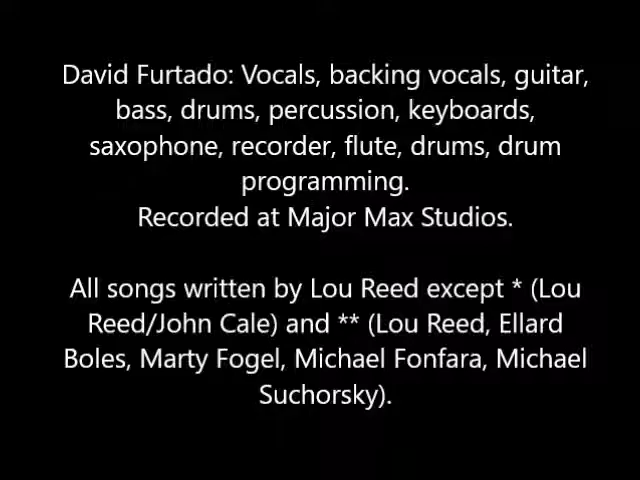 David Furtado: Vocals, backing vocals, guitar,
bass, drums, percussion, keyboards,
saxophone, recorder, flute, drums, drum
programming.
Recorded at Major Max Studios.
All songs written by Lou Reed except * (Lou
Reed/John Cale) and ** (Lou Reed, Ellard
Boles, Marty Fogel, Michael Fonfara, Michael
Suchorsky).